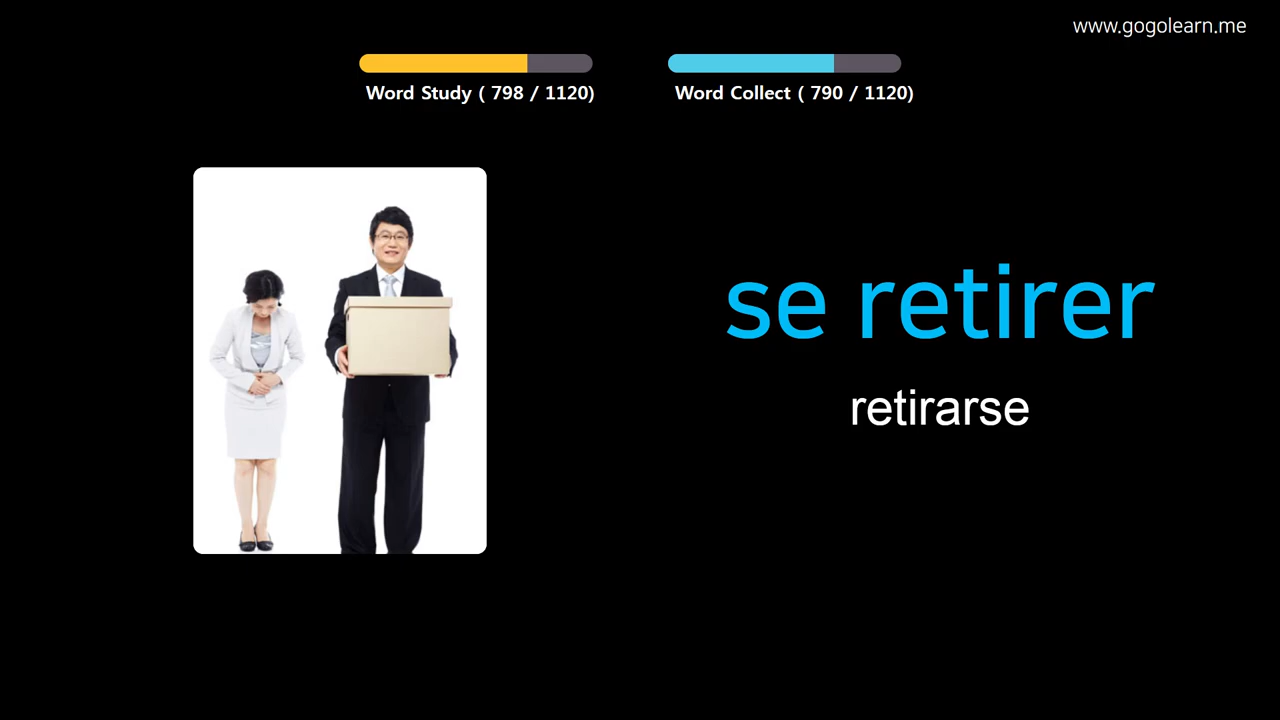 www.gogolearn.me
Word Study ( 798 / 1120)
Word Collect ( 790 / 1120)
se retirer
retirarse